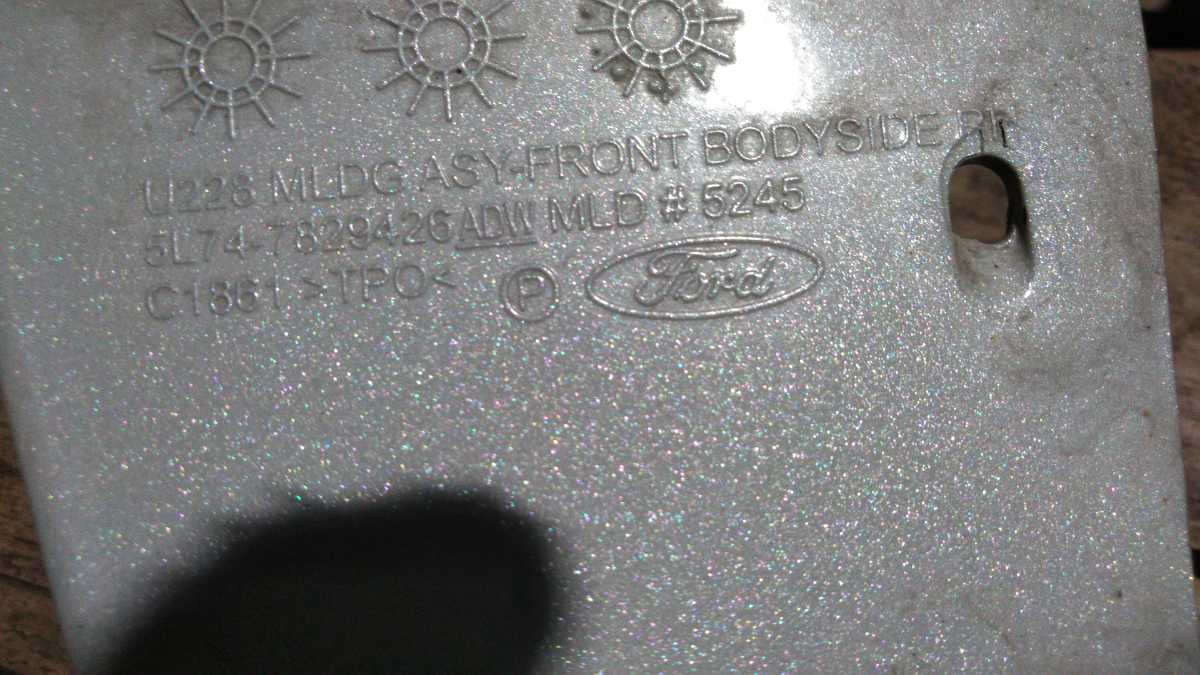 U228 MLDG ASY-FRONT BODYSIDE RH
5L74-7829426ADW MLD # 5245
C1861 >TPO< P Ford